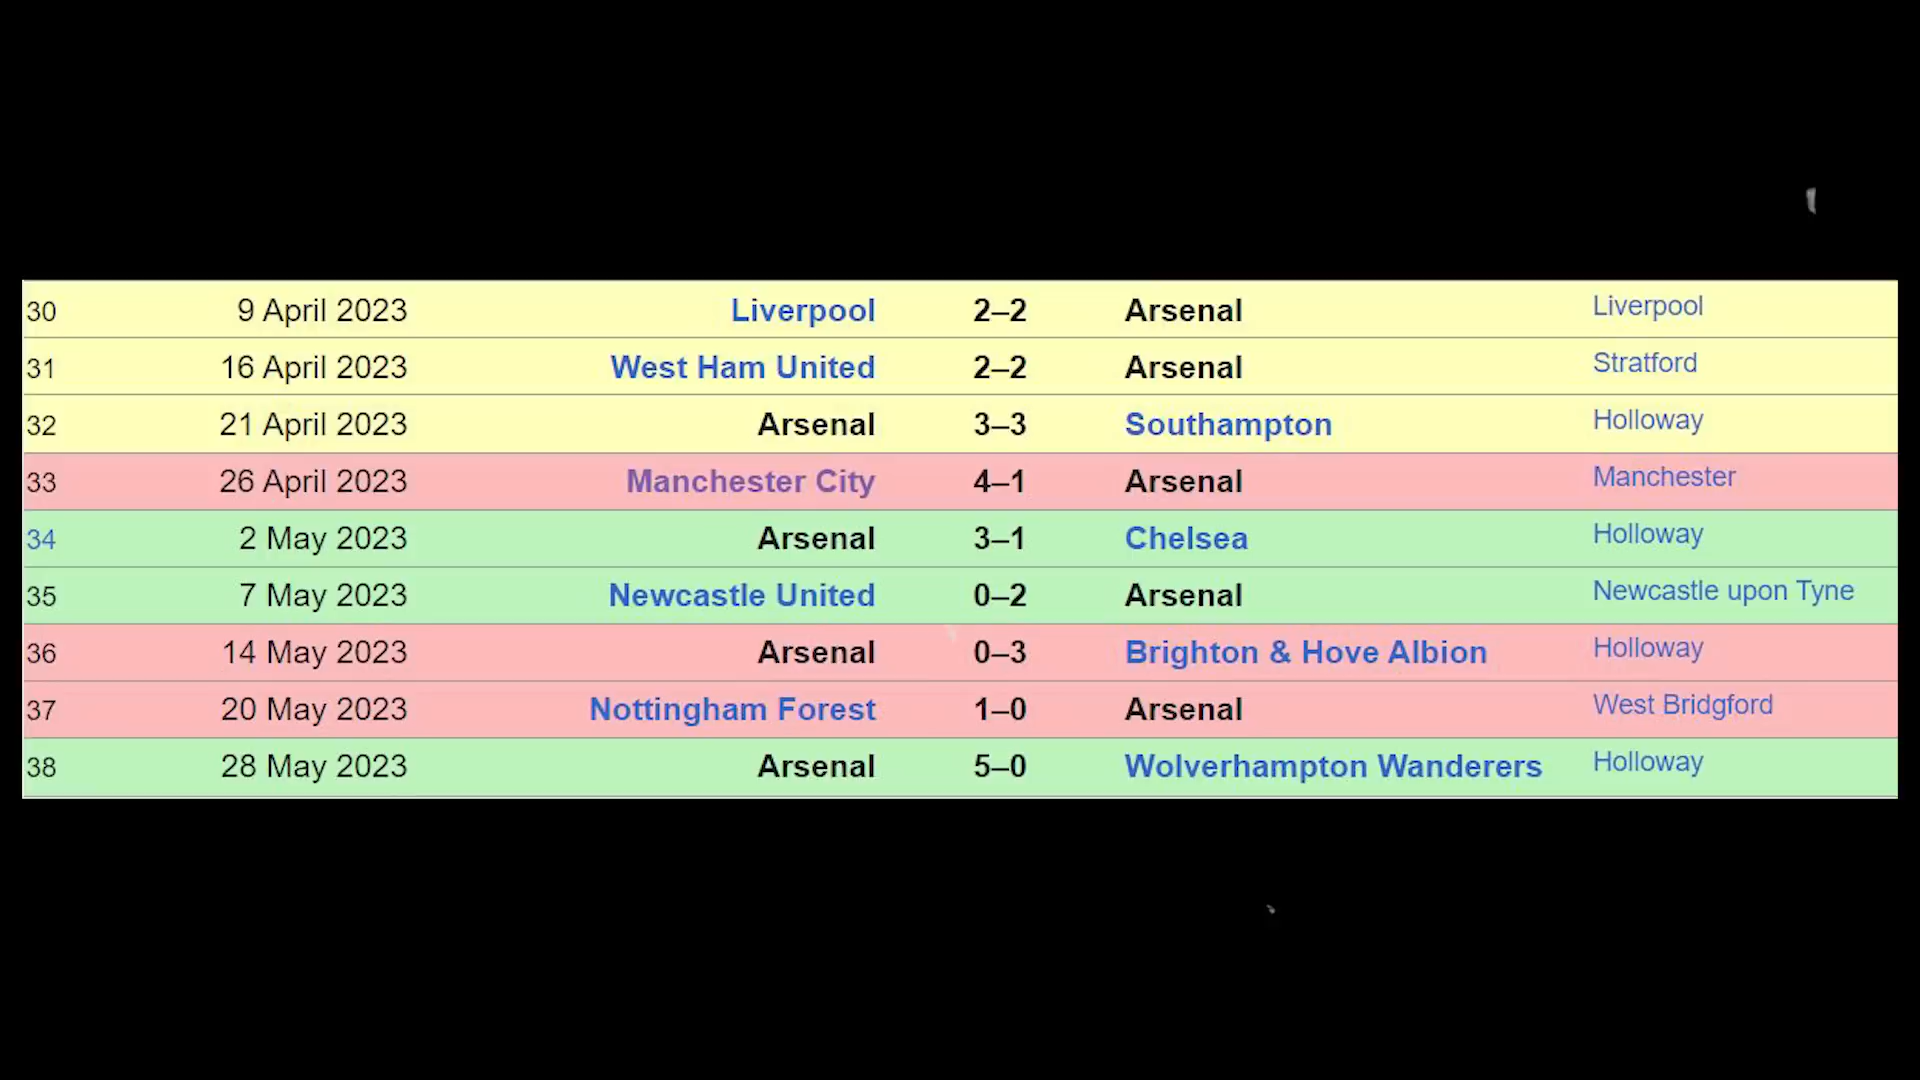 30 9 April 2023 Liverpool 2–2 Arsenal Liverpool
31 16 April 2023 West Ham United 2–2 Arsenal Stratford
32 21 April 2023 Arsenal 3–3 Southampton Holloway
33 26 April 2023 Manchester City 4–1 Arsenal Manchester
34 2 May 2023 Arsenal 3–1 Chelsea Holloway
35 7 May 2023 Newcastle United 0–2 Arsenal Newcastle upon Tyne
36 14 May 2023 Arsenal 0–3 Brighton & Hove Albion Holloway
37 20 May 2023 Nottingham Forest 1–0 Arsenal West Bridgford
38 28 May 2023 Arsenal 5–0 Wolverhampton Wanderers Holloway